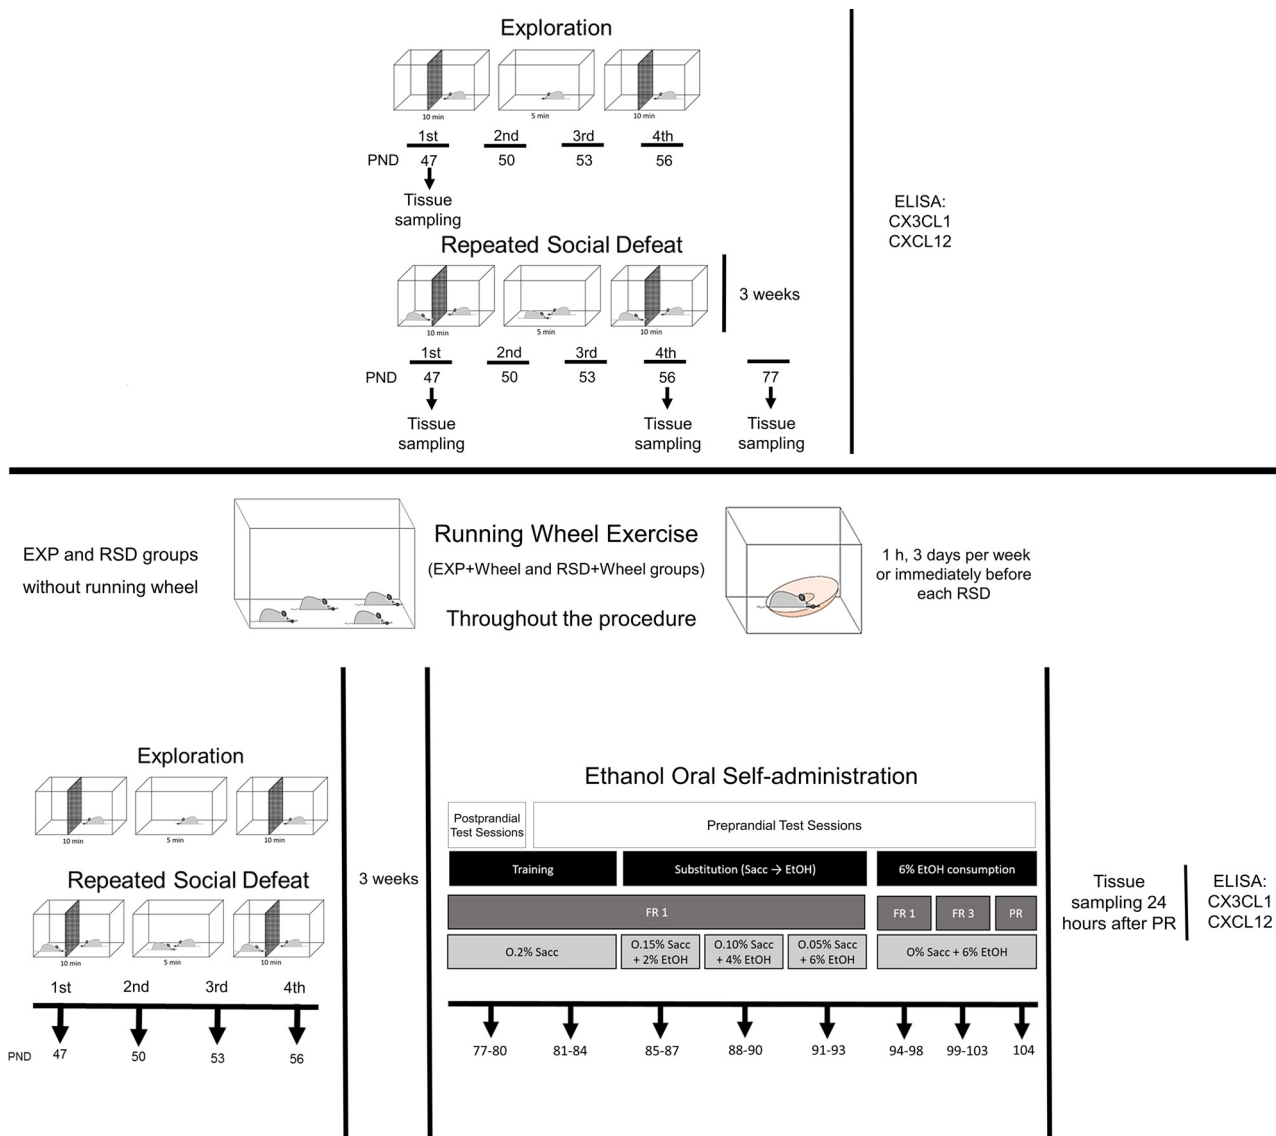 Exploration
10 min
5 min
10 min
1st 2nd 3rd 4th
PND 47 50 53 56
Tissue
sampling
ELISA:
CX3CL1
CXCL12
Repeated Social Defeat
10 min
5 min
10 min
3 weeks
1st 2nd 3rd 4th
PND 47 50 53 56 77
Tissue
sampling
Tissue
sampling
Tissue
sampling
EXP and RSD groups
without running wheel
Running Wheel Exercise
(EXP+Wheel and RSD+Wheel groups)
Throughout the procedure
1 h, 3 days per week
or immediately before
each RSD
Exploration
10 min
5 min
10 min
Repeated Social Defeat
10 min
5 min
10 min
1st 2nd 3rd 4th
PND 47 50 53 56
3 weeks
Ethanol Oral Self-administration
Postprandial
Test Sessions
Preprandial Test Sessions
Training
Substitution (Sacc → EtOH)
6% EtOH consumption
FR 1
FR 1
FR 3
PR
0.2% Sacc
0.15% Sacc
+ 2% EtOH
0.10% Sacc
+ 4% EtOH
0.05% Sacc
+ 6% EtOH
0% Sacc + 6% EtOH
77-80 81-84 85-87 88-90 91-93 94-98 99-103 104
Tissue
sampling 24
hours after PR
ELISA:
CX3CL1
CXCL12